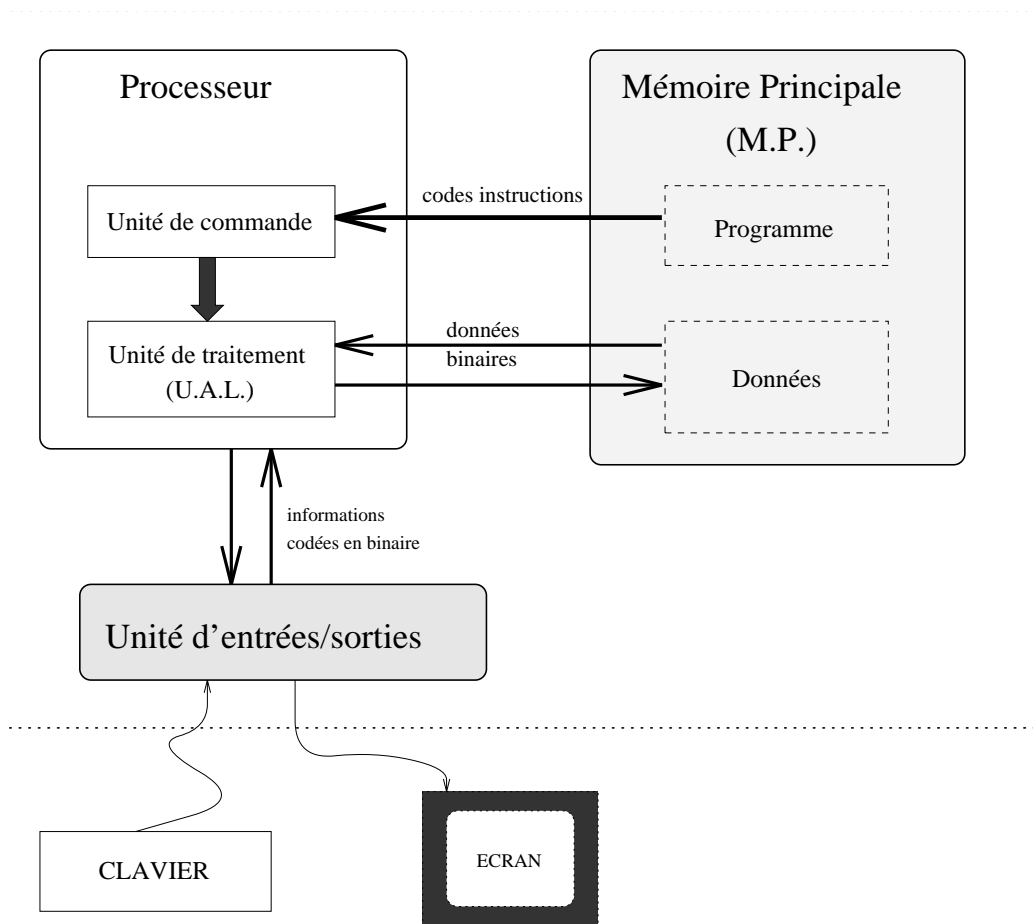 Processeur
Mémoire Principale
(M.P.)
codes instructions
Unité de commande
Programme
données
binaires
Unité de traitement
(U.A.L.)
Données
informations
codées en binaire
Unité d'entrées/sorties
CLAVIER
ECRAN